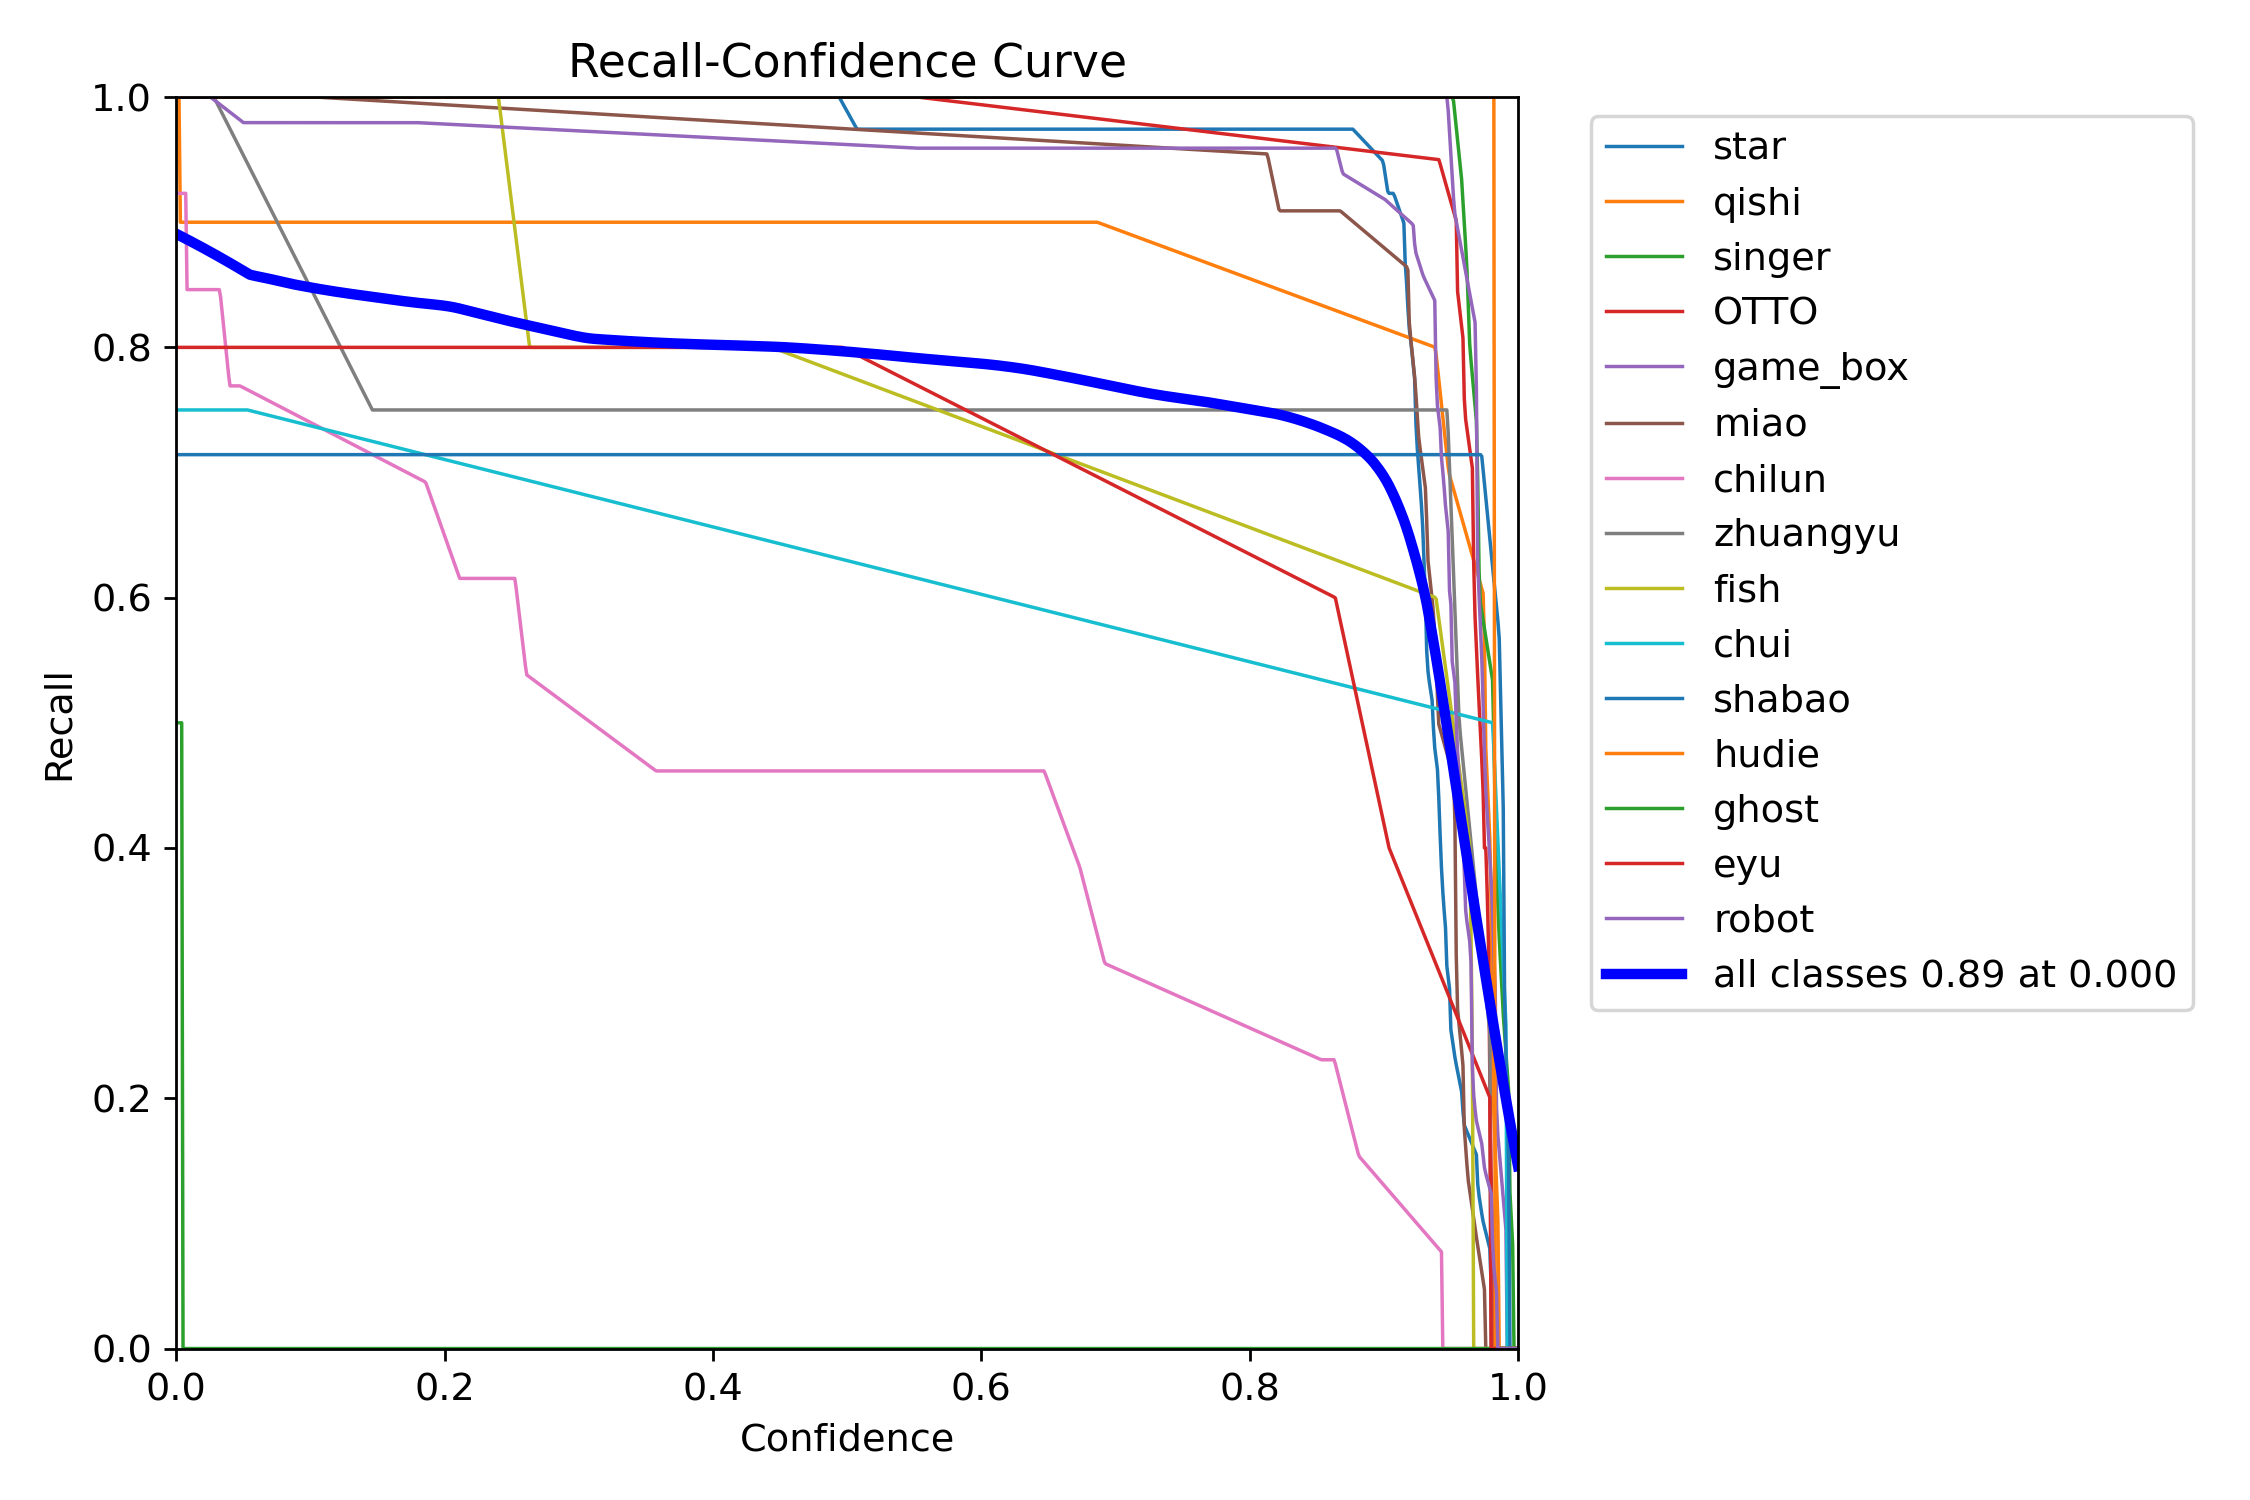 Recall-Confidence Curve
1.0
0.8
0.6
0.4
0.2
0.0
Recall
0.0 0.2 0.4 0.6 0.8 1.0
Confidence
star
qishi
singer
OTTO
game_box
miao
chilun
zhuangyu
fish
chui
shabao
hudie
ghost
eyu
robot
all classes 0.89 at 0.000